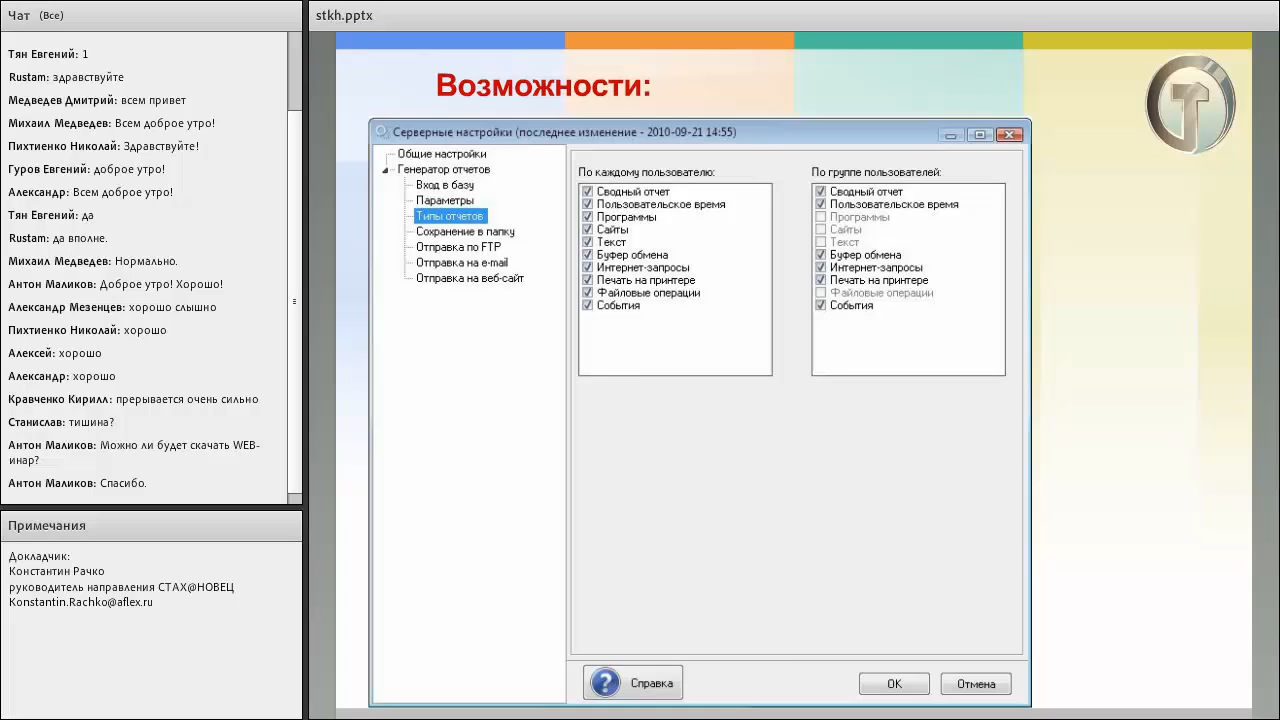 Чат (Все)
Тян Евгений: 1
Rustam: здравствуйте
Медведев Дмитрий: всем привет
Михаил Медведев: Всем доброе утро!
Пихтиенко Николай: Здравствуйте!
Гуров Евгений: доброе утро!
Александр: Всем доброе утро!
Тян Евгений: да
Rustam: да вполне.
Михаил Медведев: Нормально.
Антон Маликов: Доброе утро! Хорошо!
Александр Мезенцев: хорошо слышно
Пихтиенко Николай: хорошо
Алексей: хорошо
Александр: хорошо
Кравченко Кирилл: прерывается очень сильно
Станислав: тишина?
Антон Маликов: Можно ли будет скачать WEB-
инар?
Антон Маликов: Спасибо.
Примечания
Докладчик:
Константин Рачко
руководитель направления СТАХ@НОВЕЦ
Konstantin.Rachko@aflex.ru
stkh.pptx
Возможности:
Серверные настройки (последнее изменение - 2010-09-21 14:55)
Общие настройки
Генератор отчетов
Вход в базу
Параметры
Типы отчетов
Сохранение в папку
Отправка по FTP
Отправка на e-mail
Отправка на веб-сайт
По каждому пользователю:
Сводный отчет
Пользовательское время
Программы
Сайты
Текст
Буфер обмена
Интернет-запросы
Печать на принтере
Файловые операции
События
По группе пользователей:
Сводный отчет
Пользовательское время
Программы
Сайты
Текст
Буфер обмена
Интернет-запросы
Печать на принтере
Файловые операции
События
Справка
OK
Отмена